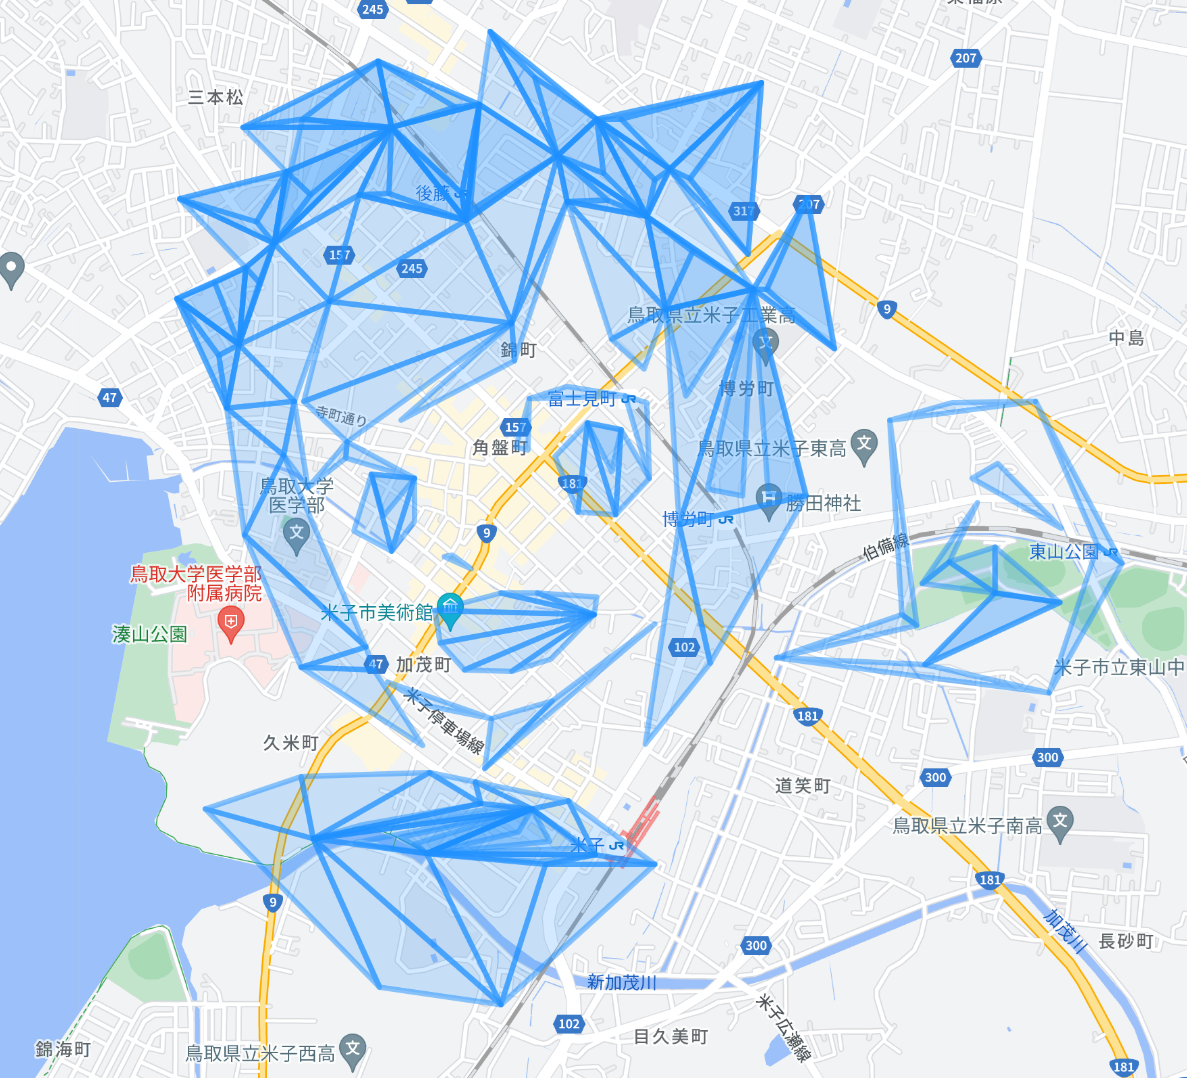 245
東福原
207
三本松
後藤 JR
317
207
157
245
鳥取県立米子工業高
9
中島
錦町
47
博労町
富士見町 JR
寺町通り
157
角盤町
鳥取県立米子東高
鳥取大学
医学部
181
勝田神社
博労町 JR
9
伯備線
東山公園 JR
鳥取大学医学部
附属病院
米子市美術館
湊山公園
102
47
加茂町
米子市立東山中
米子停車場線
181
久米町
300
300
道笑町
鳥取県立米子南高
米子 JR
181
9
加茂川
300
長砂町
新加茂川
102
米子広瀬線
目久美町
錦海町
鳥取県立米子西高
181